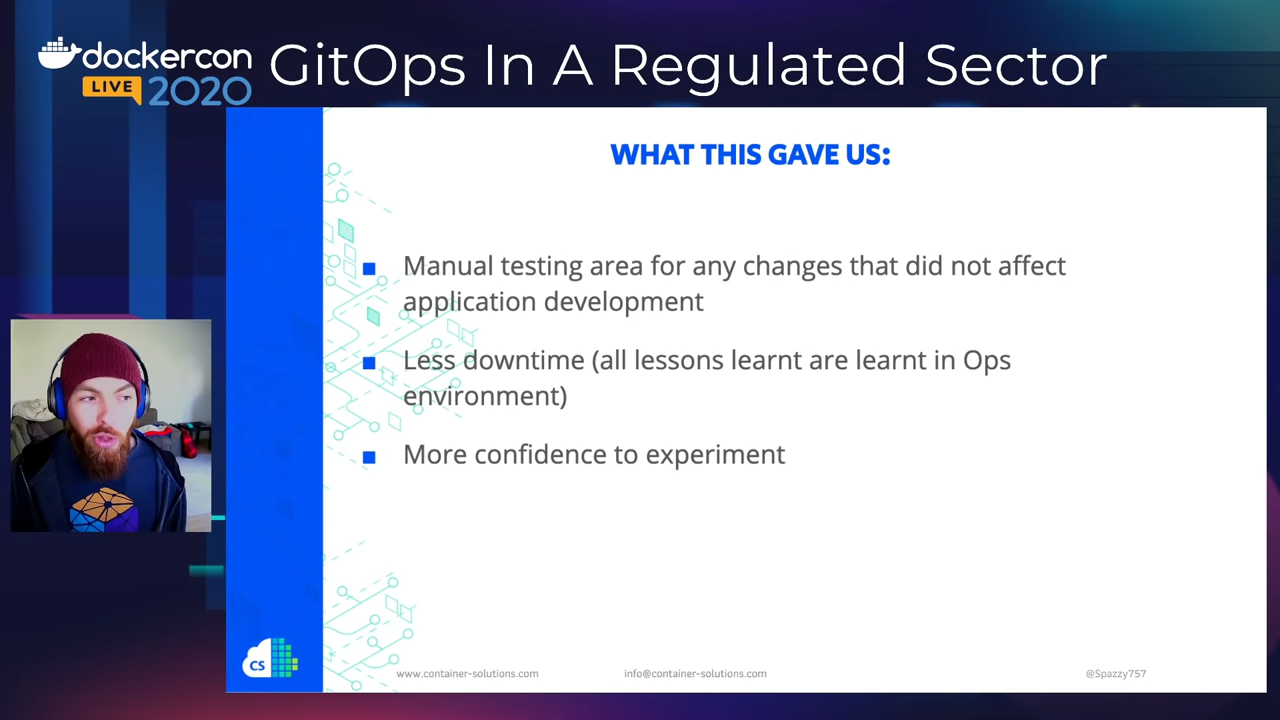 dockercon
LIVE 2020
GitOps In A Regulated Sector
WHAT THIS GAVE US:
Manual testing area for any changes that did not affect
application development
Less downtime (all lessons learnt are learnt in Ops
environment)
More confidence to experiment
CS
www.container-solutions.com
info@container-solutions.com
@Spazzy757